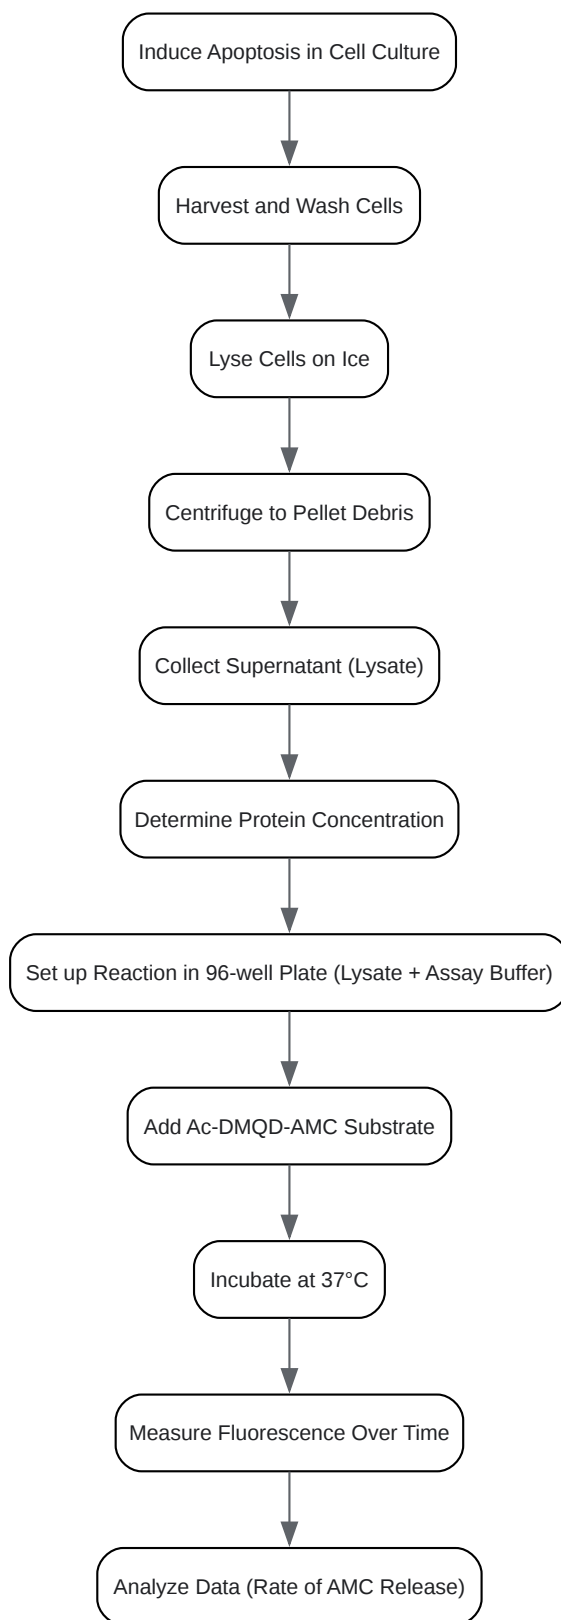 Induce Apoptosis in Cell Culture
Harvest and Wash Cells
Lyse Cells on Ice
Centrifuge to Pellet Debris
Collect Supernatant (Lysate)
Determine Protein Concentration
Set up Reaction in 96-well Plate (Lysate + Assay Buffer)
Add Ac-DMQD-AMC Substrate
Incubate at 37°C
Measure Fluorescence Over Time
Analyze Data (Rate of AMC Release)